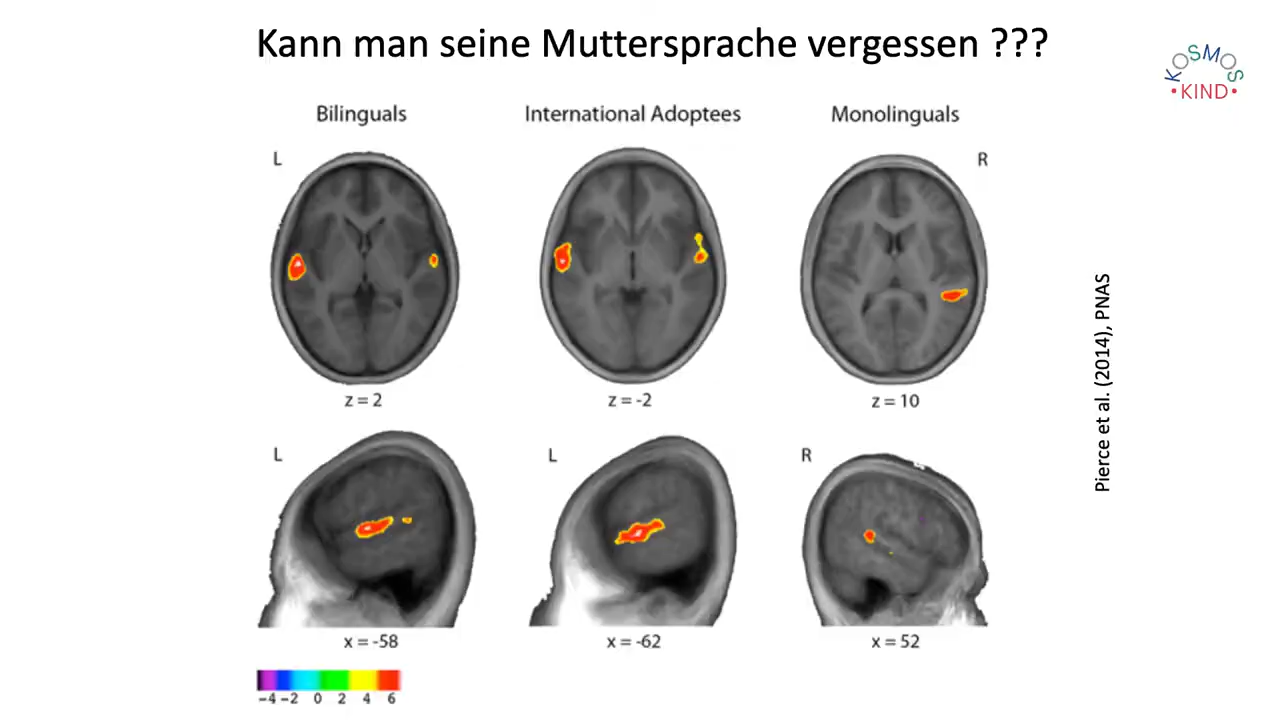 Kann man seine Muttersprache vergessen ???
KOSMOS
•KIND•
Bilinguals
International Adoptees
Monolinguals
L
R
z = 2
z = -2
z = 10
L
L
R
x = -58
x = -62
x = 52
Pierce et al. (2014), PNAS
−4 −2 0 2 4 6